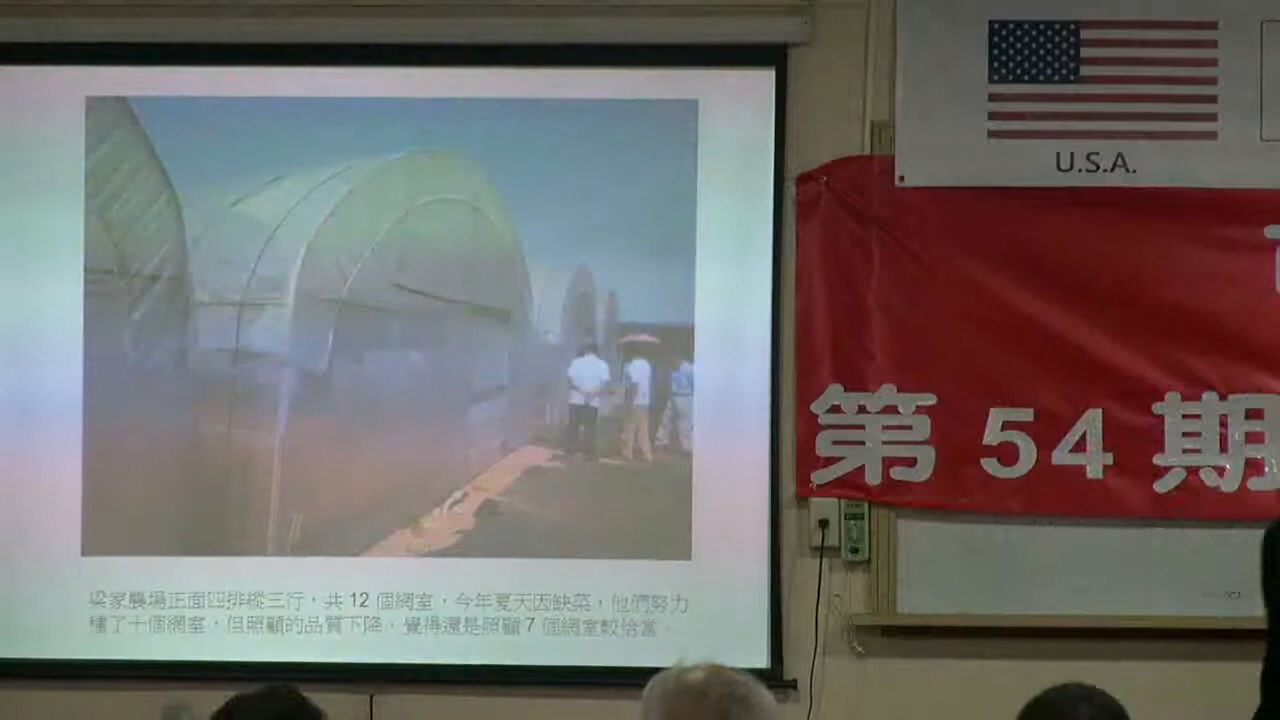 梁家農場正面四排縱三行，共 12 個網室，今年夏天因缺菜，他們努力
種了十個網室，但照顧的品質下降，覺得還是照顧 7 個網室較恰當。
U.S.A.
第 54 期